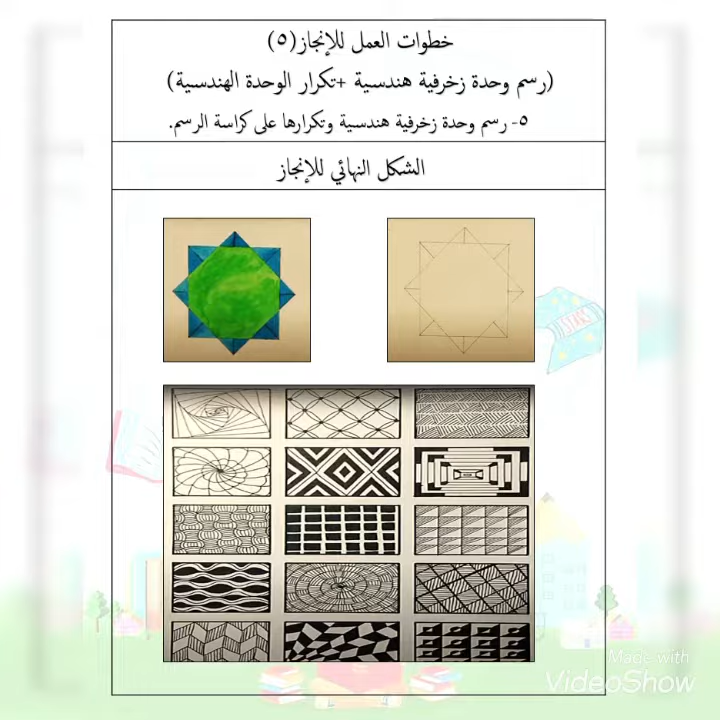 خطوات العمل للإنجاز(٥)
(رسم وحدة زخرفية هندسية +تكرار الوحدة الهندسية)
٥- رسم وحدة زخرفية هندسية وتكرارها على كراسة الرسم.
الشكل النهائي للإنجاز
STARS
Made with
VideoShow